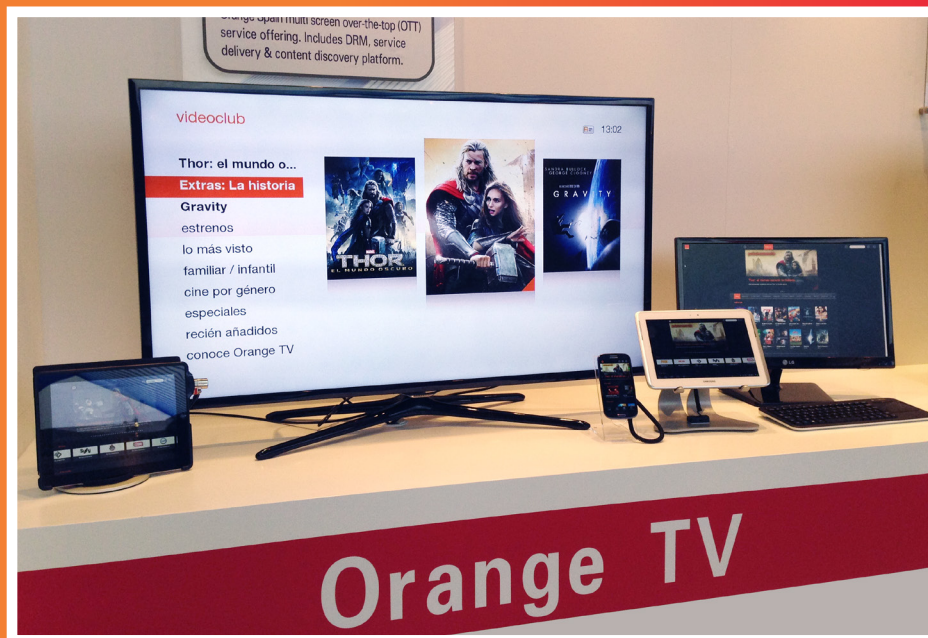 Orange Spain multi screen over-the-top (OTT)
service offering. Includes DRM, service
delivery & content discovery platform.
videoclub
13:02
Thor: el mundo o...
Extras: La historia
Gravity
estrenos
lo más visto
familiar / infantil
cine por género
especiales
recién añadidos
conoce Orange TV
THOR
EL MUNDO OSCURO
SANDRA BULLOCK
GEORGE CLOONEY
GRAVITY
LG
SAMSUNG
Syfy
Orange TV